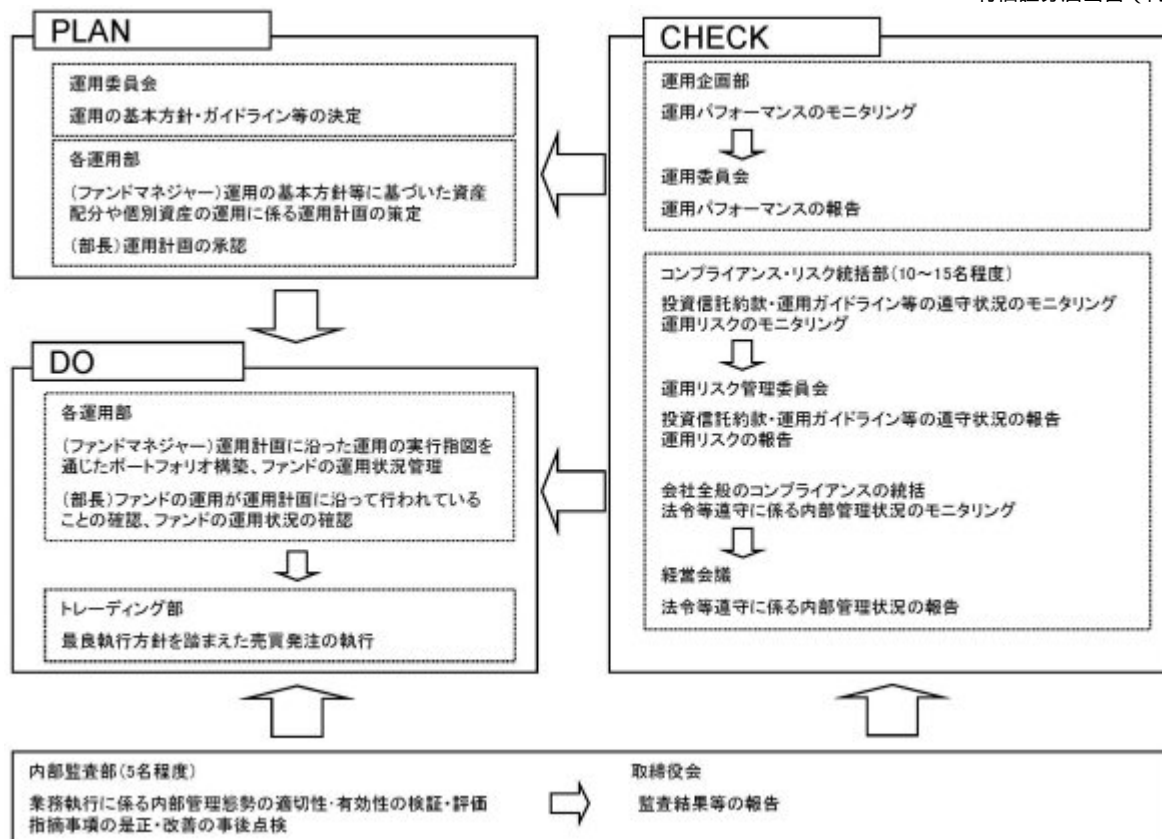 PLAN
運用委員会
運用の基本方針・ガイドライン等の決定
各運用部
(ファンドマネジャー)運用の基本方針等に基づいた資産
配分や個別資産の運用に係る運用計画の策定
(部長)運用計画の承認
DO
各運用部
(ファンドマネジャー)運用計画に沿った運用の実行指図を
通じたポートフォリオ構築、ファンドの運用状況管理
(部長)ファンドの運用が運用計画に沿って行われている
ことの確認、ファンドの運用状況の確認
トレーディング部
最良執行方針を踏まえた売買発注の執行
CHECK
運用企画部
運用パフォーマンスのモニタリング
運用委員会
運用パフォーマンスの報告
コンプライアンス・リスク統括部(10～15名程度)
投資信託約款・運用ガイドライン等の遵守状況のモニタリング
運用リスクのモニタリング
運用リスク管理委員会
投資信託約款・運用ガイドライン等の遵守状況の報告
運用リスクの報告
会社全般のコンプライアンスの統括
法令等遵守に係る内部管理状況のモニタリング
経営会議
法令等遵守に係る内部管理状況の報告
内部監査部(5名程度)
業務執行に係る内部管理態勢の適切性・有効性の検証・評価
指摘事項の是正・改善の事後点検
取締役会
監査結果等の報告